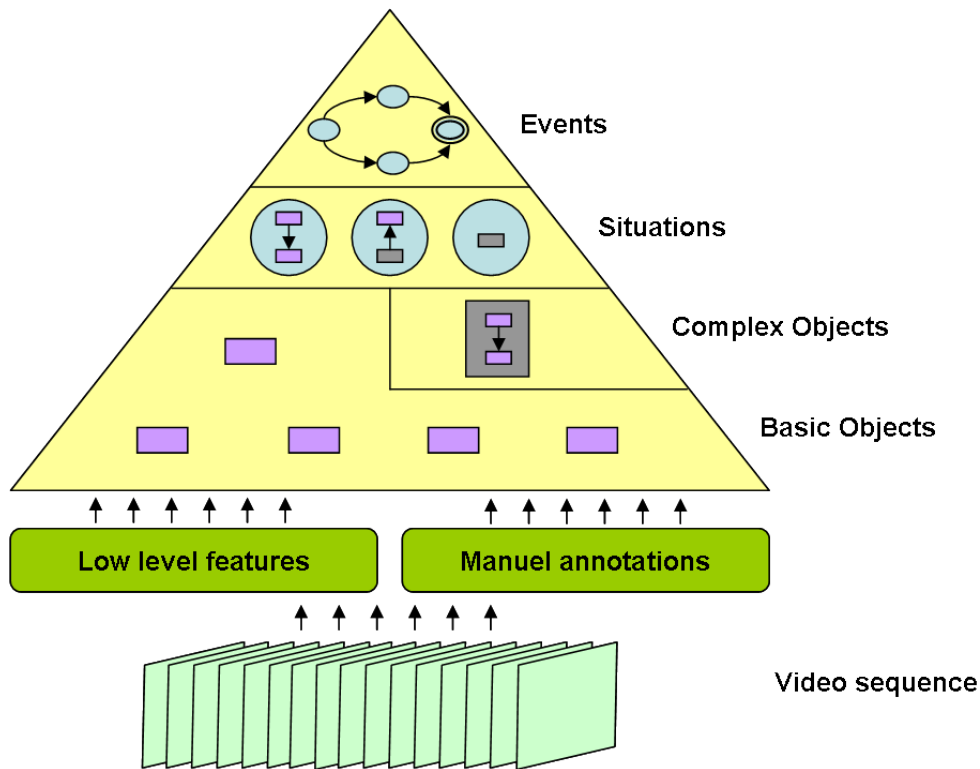 Events
Situations
Complex Objects
Basic Objects
Low level features
Manuel annotations
Video sequence